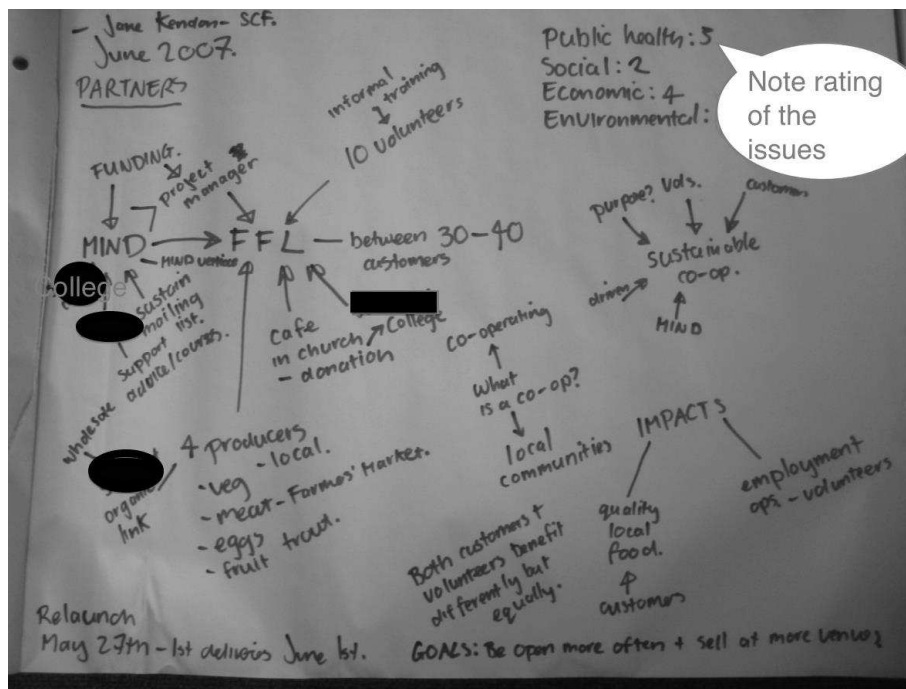 - Jane Kendon - SCF.
June 2007.
PARTNERS
Public health: 3
Social: 2
Economic: 4
Environmental:
Note rating
of the
issues
informal
training
10 volunteers
FUNDING.
project
manager
MIND
FFL
between 30-40
customers
MIND
College
sustain
mailing
list.
support
advice/courses.
wholesale
cafe
in church
- donation
College
purpose?
Vols.
customers
sustainable
co-op.
driven
MIND
co-operating
What
is a co-op?
local
communities
4 producers
- veg - local.
- meat - Farmers' Market.
- eggs
- fruit
link
IMPACTS
quality
local
food.
customers
employment
ops - volunteers
Both customers +
volunteers benefit
differently but
equally.
Relaunch
May 27th - 1st deliveries June 1st.
GOALS: Be open more often + sell at more venues